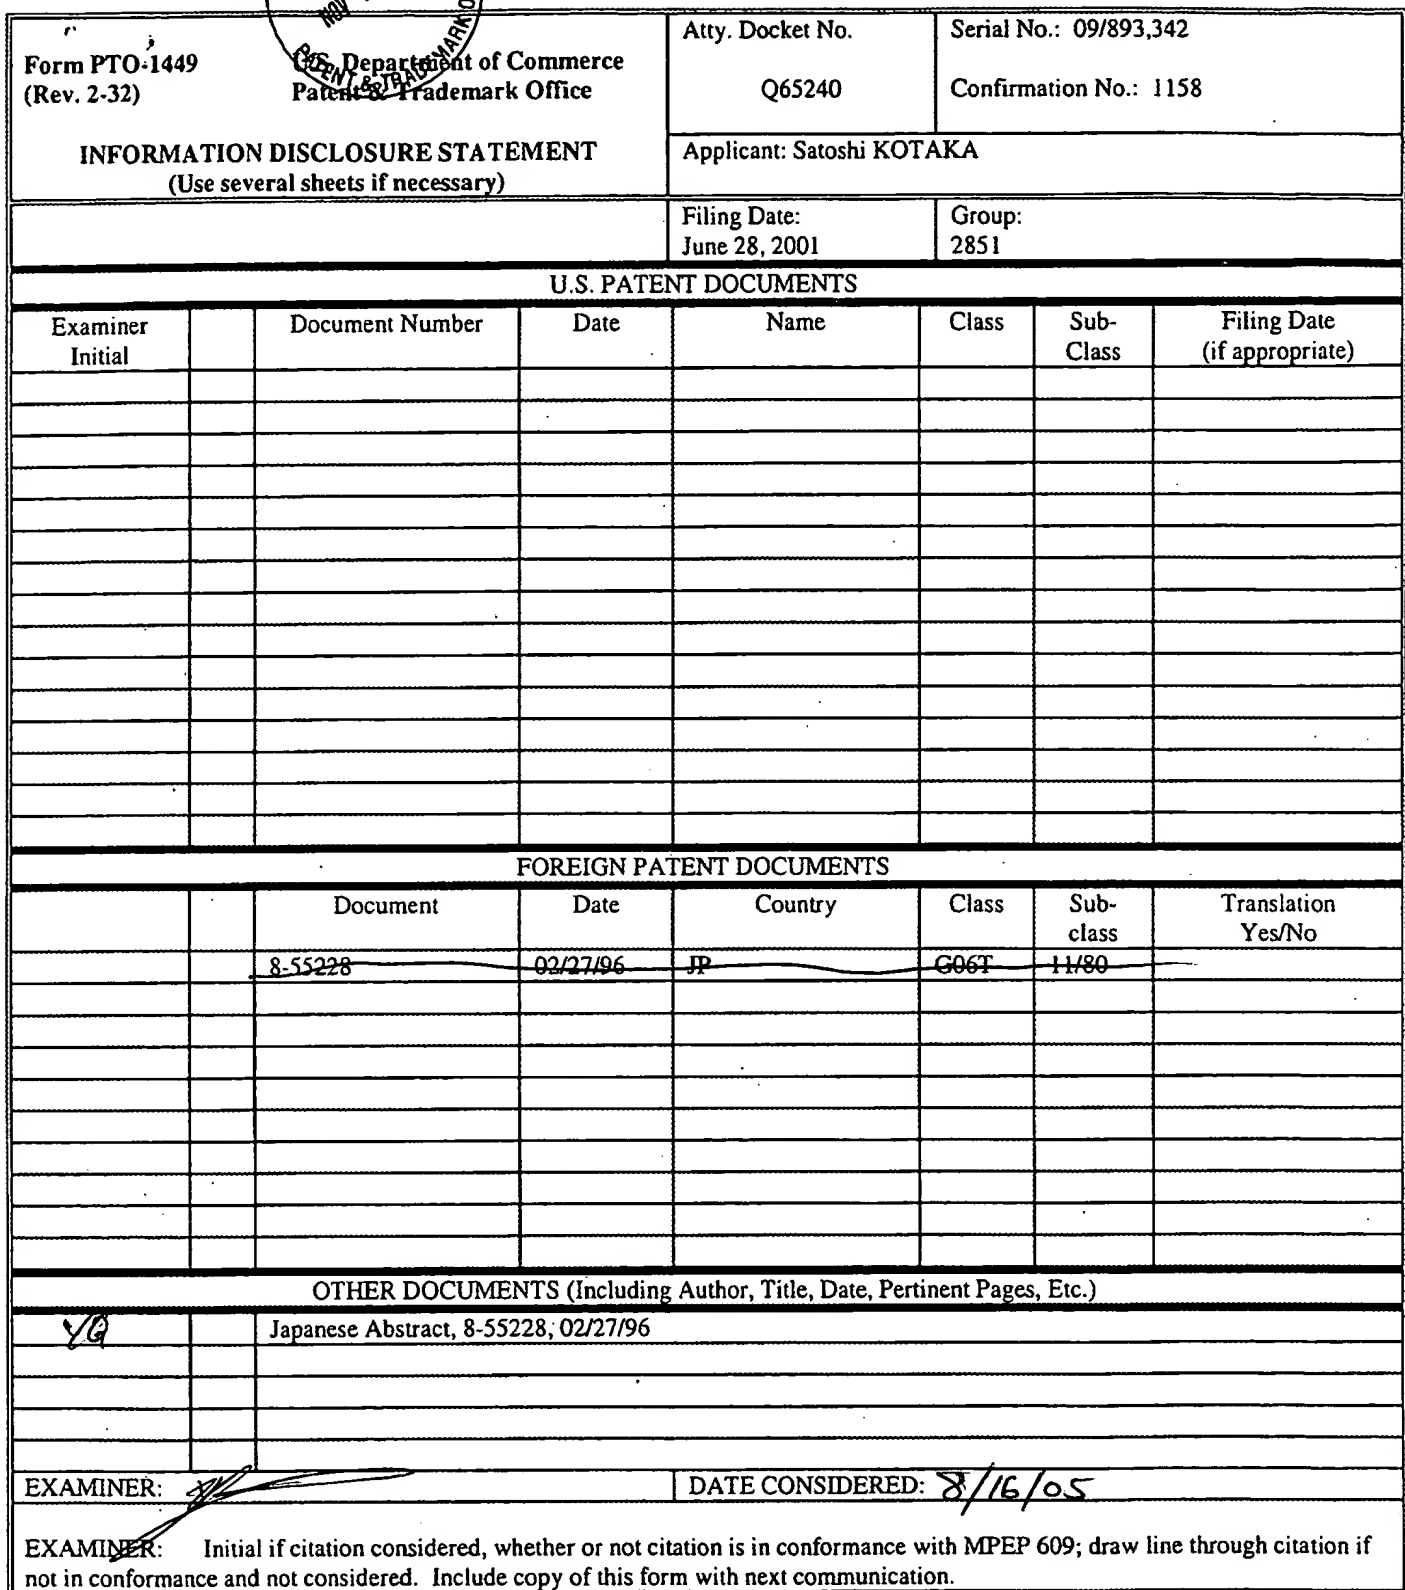 NOV
PATENT & TRADEMARK O
Form PTO-1449
(Rev. 2-32)
U.S. Department of Commerce
Patent & Trademark Office
INFORMATION DISCLOSURE STATEMENT
(Use several sheets if necessary)
Atty. Docket No.
Q65240
Serial No.: 09/893,342
Confirmation No.: 1158
Applicant: Satoshi KOTAKA
Filing Date:
June 28, 2001
Group:
2851
U.S. PATENT DOCUMENTS
Examiner Initial Document Number Date Name Class Sub-Class Filing Date (if appropriate)
FOREIGN PATENT DOCUMENTS
Document Date Country Class Sub-class Translation Yes/No
8-55228 02/27/96 JP G06T 11/80
OTHER DOCUMENTS (Including Author, Title, Date, Pertinent Pages, Etc.)
YG Japanese Abstract, 8-55228, 02/27/96
EXAMINER:
DATE CONSIDERED: 8/16/05
EXAMINER: Initial if citation considered, whether or not citation is in conformance with MPEP 609; draw line through citation if
not in conformance and not considered. Include copy of this form with next communication.